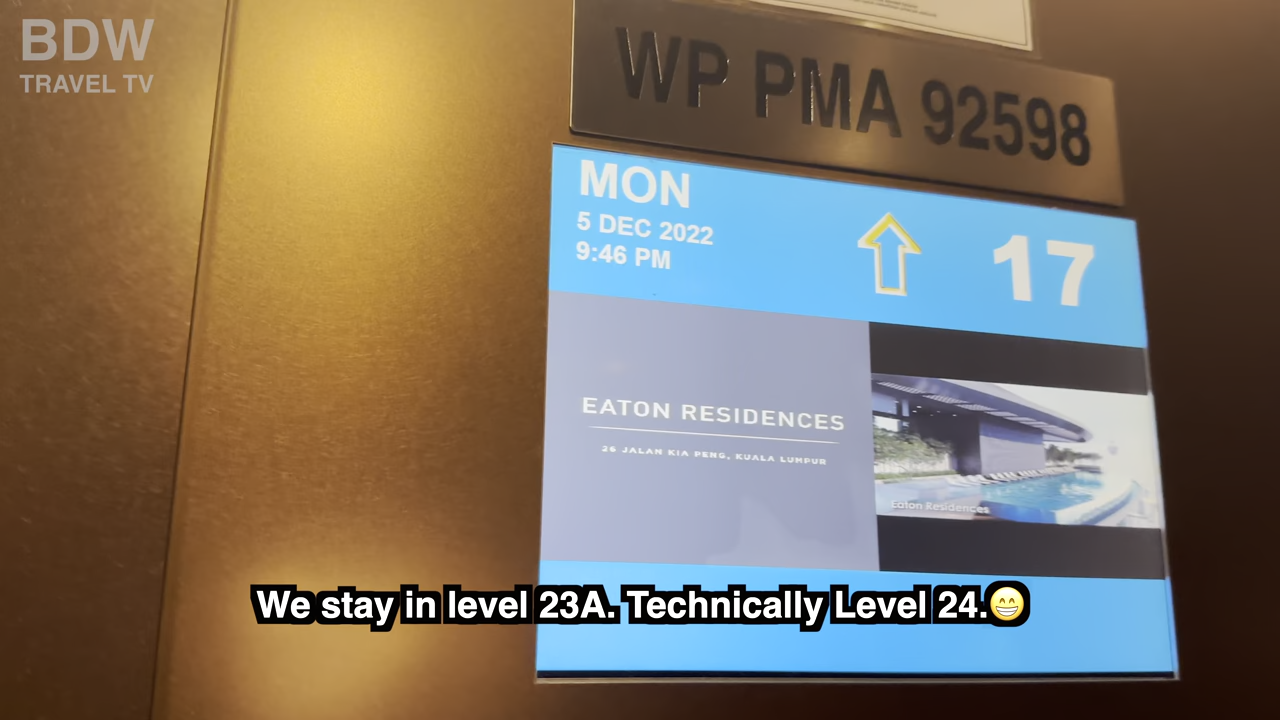 BDW
TRAVEL TV
WP PMA 92598
MON
5 DEC 2022
9:46 PM
17
EATON RESIDENCES
26 JALAN KIA PENG, KUALA LUMPUR
Eaton Residences
We stay in level 23A. Technically Level 24.😁